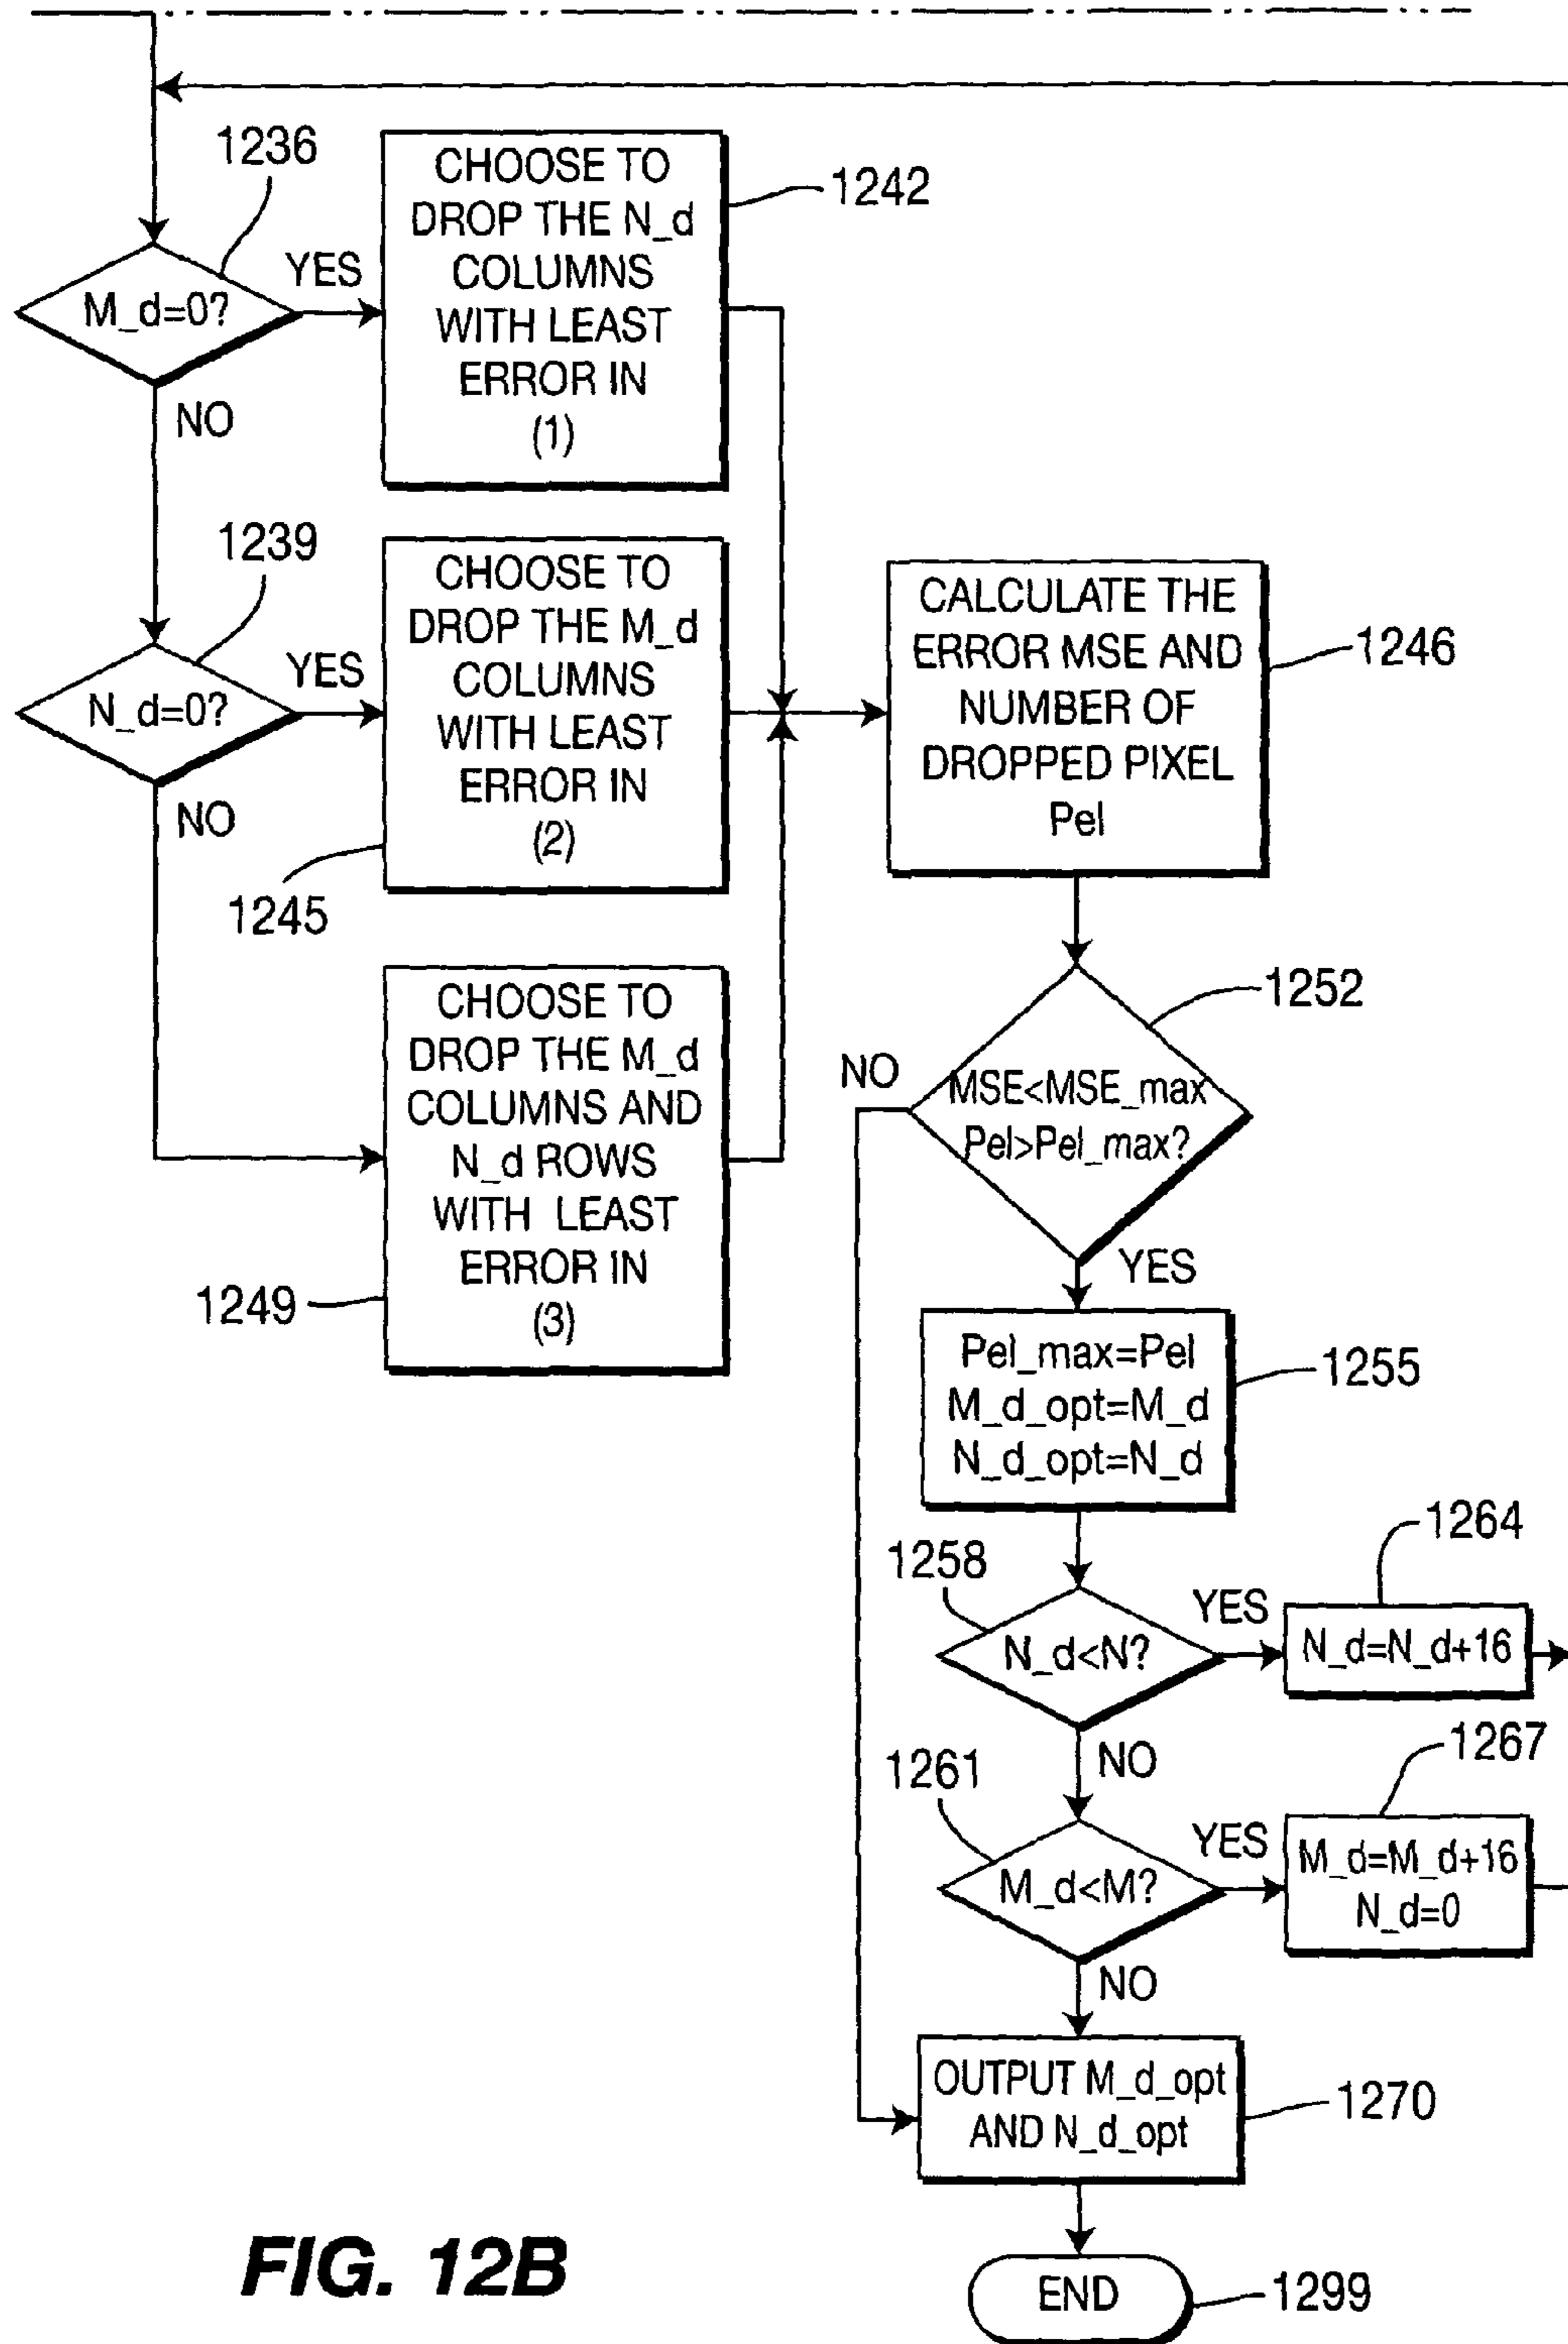 1236
CHOOSE TO
DROP THE N_d
COLUMNS
WITH LEAST
ERROR IN
(1)
1242
M_d=0?
YES
NO
1239
CHOOSE TO
DROP THE M_d
COLUMNS
WITH LEAST
ERROR IN
(2)
1245
N_d=0?
YES
NO
CHOOSE TO
DROP THE M_d
COLUMNS AND
N_d ROWS
WITH LEAST
ERROR IN
(3)
1249
CALCULATE THE
ERROR MSE AND
NUMBER OF
DROPPED PIXEL
Pel
1246
1252
NO
MSE<MSE_max
Pel>Pel_max?
YES
Pel_max=Pel
M_d_opt=M_d
N_d_opt=N_d
1255
1258
N_d<N?
YES
1264
N_d=N_d+16
NO
1261
M_d<M?
YES
1267
M_d=M_d+16
N_d=0
NO
OUTPUT M_d_opt
AND N_d_opt
1270
END
1299
FIG. 12B